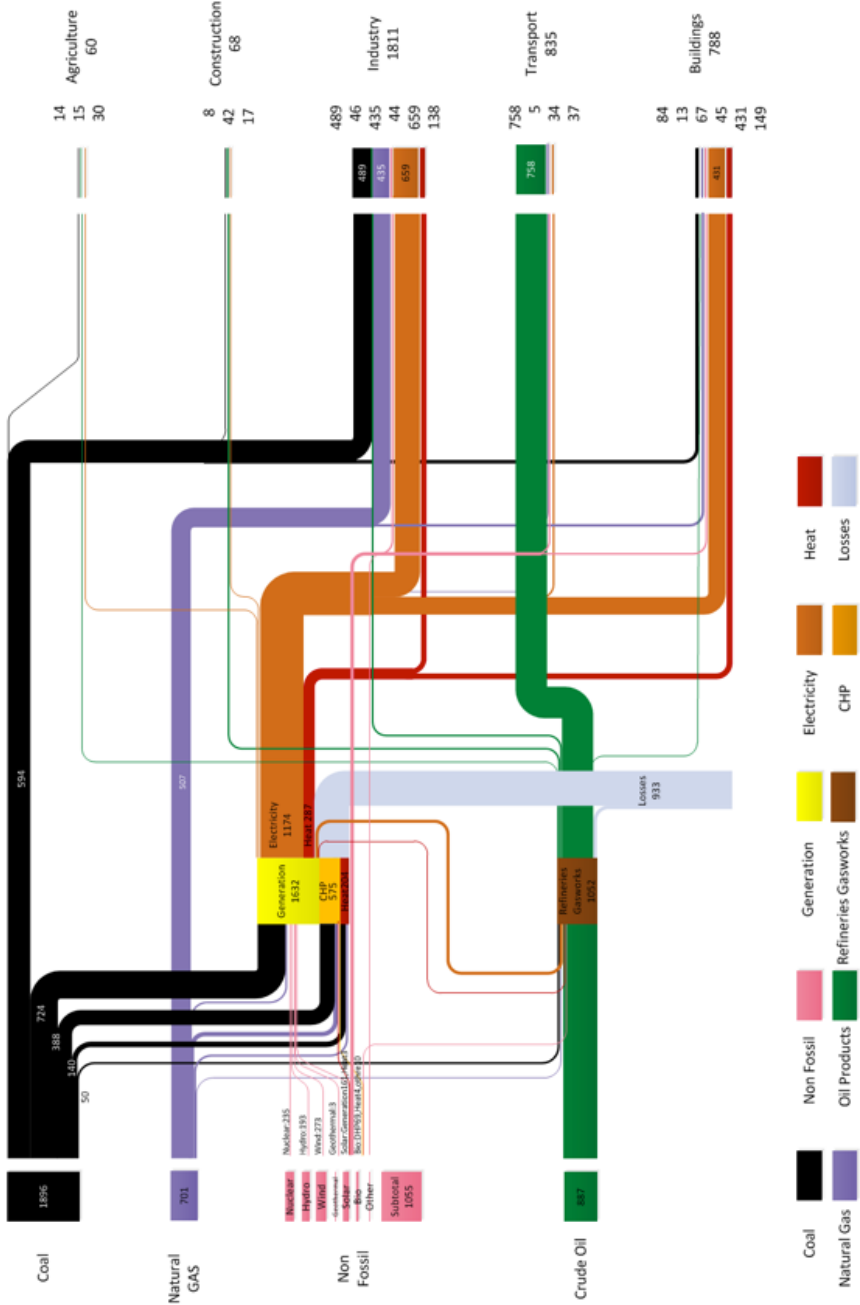 Coal
1896
594
724
388
140
50
Natural
GAS
701
507
Non
Fossil
Nuclear
Hydro
Wind
Geothermal
Solar
Bio
Other
Subtotal
1055
Nuclear:235
Hydro:193
Wind:273
Geothermal:3
Crude Oil
887
Generation
1632
CHP
575
Heat204
Electricity
1174
Heat 287
Refineries
Gasworks
1052
Losses
933
Agriculture
60
14
15
30
Construction
68
8
42
17
Industry
1811
489
46
435
44
659
138
489
435
659
Transport
835
758
5
34
37
758
Buildings
788
84
13
67
45
431
149
431
Coal
Non Fossil
Generation
Electricity
Heat
Natural Gas
Oil Products
Refineries Gasworks
CHP
Losses